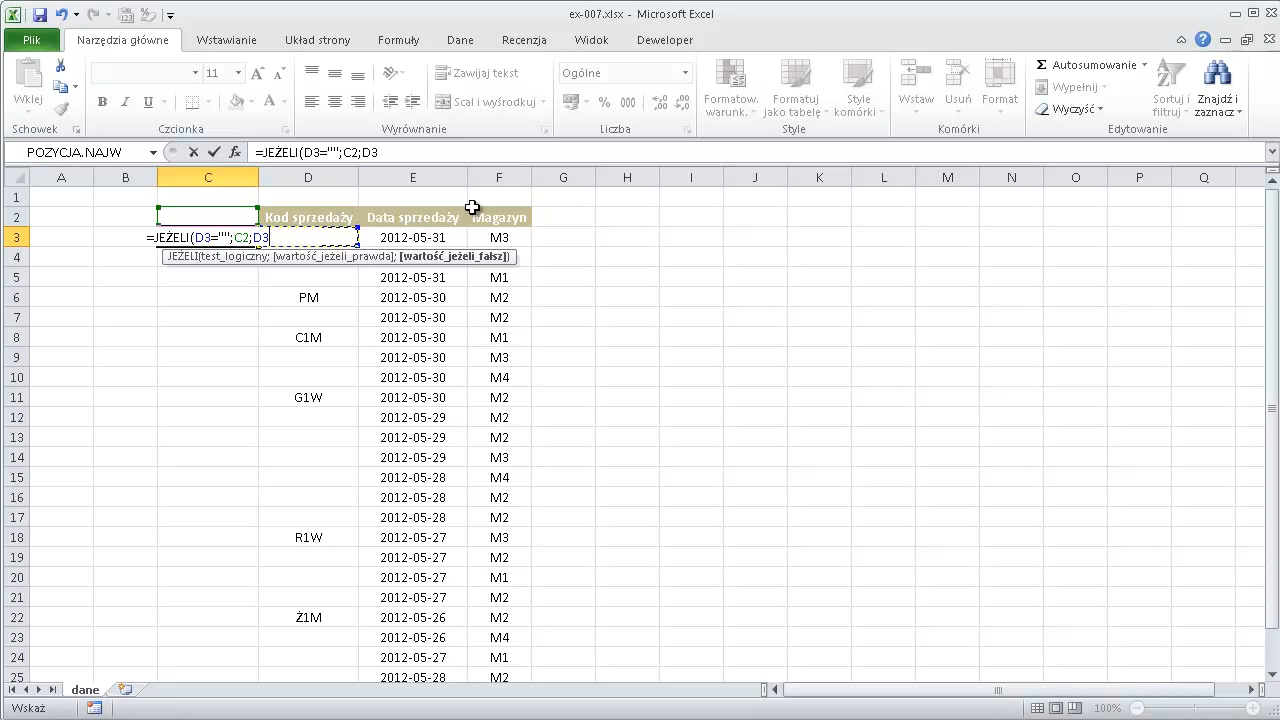 ex-007.xlsx - Microsoft Excel
Plik Narzędzia główne Wstawianie Układ strony Formuły Dane Recenzja Widok Deweloper
Wklej
11
Zawijaj tekst
Scal i wyśrodkuj
Ogólne
% 000
Formatow. warunk.
Formatuj jako tabelę
Style komórki
Wstaw
Usuń
Format
Σ Autosumowanie
Wypełnij
Wyczyść
Sortuj i filtruj
Znajdź i zaznacz
Schowek Czcionka Wyrównanie Liczba Style Komórki Edytowanie
POZYCJA.NAJW fx =JEŻELI(D3="";C2;D3
A B C D E F G H I J K L M N O P Q
1
2 Kod sprzedaży Data sprzedaży Magazyn
3 =JEŻELI(D3="";C2;D3 2012-05-31 M3
4 JEŻELI(test_logiczny; [wartość_jeżeli_prawda]; [wartość_jeżeli_fałsz])
5 2012-05-31 M1
6 PM 2012-05-30 M2
7 2012-05-30 M2
8 C1M 2012-05-30 M1
9 2012-05-30 M3
10 2012-05-30 M4
11 G1W 2012-05-30 M2
12 2012-05-29 M2
13 2012-05-29 M2
14 2012-05-29 M3
15 2012-05-28 M4
16 2012-05-28 M2
17 2012-05-28 M2
18 R1W 2012-05-27 M3
19 2012-05-27 M2
20 2012-05-27 M1
21 2012-05-27 M2
22 Ż1M 2012-05-26 M2
23 2012-05-26 M4
24 2012-05-27 M1
25 2012-05-28 M2
dane
Wskaż 100%